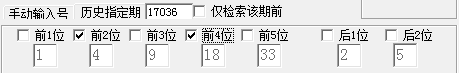 手动输入号 历史指定期 17036 仅检索该期前
前1位 前2位 前3位 前4位 前5位 后1位 后2位
1 4 9 18 33 2 5